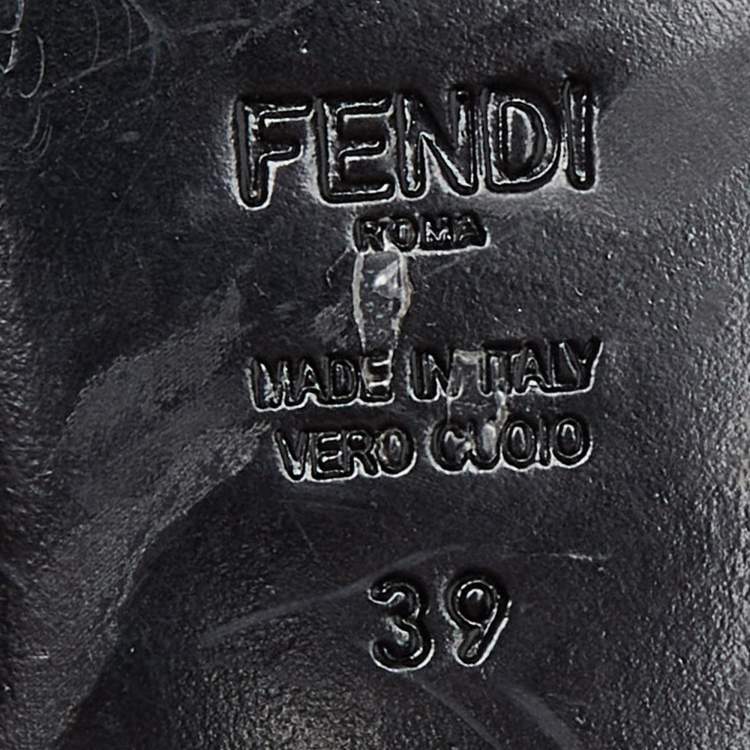 FENDI
ROMA
MADE IN ITALY
VERO CUOIO
39